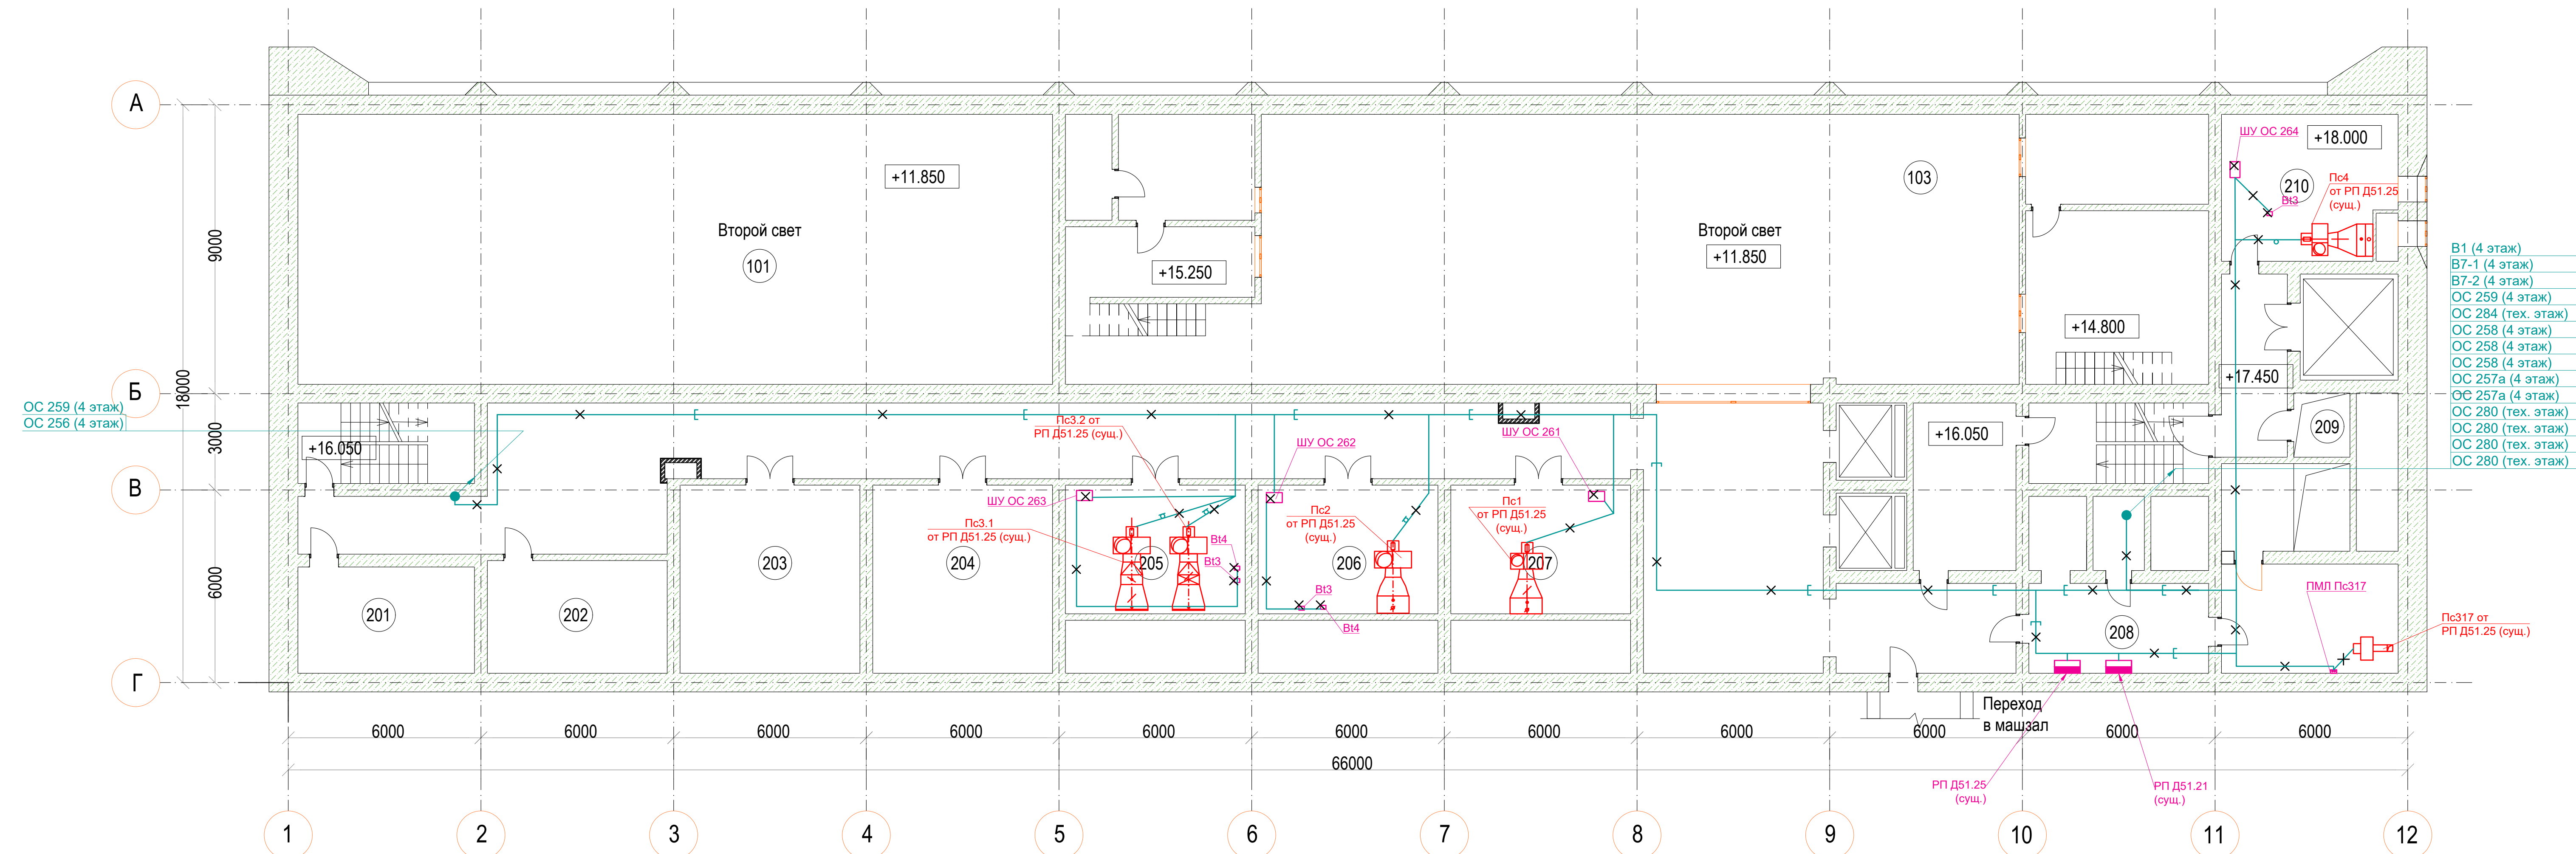 А
Б
В
Г
9000
18000
3000
6000
ОС 259 (4 этаж)
ОС 256 (4 этаж)
+16.050
+11.850
Второй свет
101
+15.250
Второй свет
+11.850
103
+14.800
+16.050
ШУ ОС 264
+18.000
210
Пс4
от РП Д51.25
(сущ.)
Bt3
+17.450
209
В1 (4 этаж)
В7-1 (4 этаж)
В7-2 (4 этаж)
ОС 259 (4 этаж)
ОС 284 (тех. этаж)
ОС 258 (4 этаж)
ОС 258 (4 этаж)
ОС 258 (4 этаж)
ОС 257а (4 этаж)
ОС 257а (4 этаж)
ОС 280 (тех. этаж)
ОС 280 (тех. этаж)
ОС 280 (тех. этаж)
ОС 280 (тех. этаж)
Пс3.2 от
РП Д51.25 (сущ.)
ШУ ОС 263
Пс3.1
от РП Д51.25 (сущ.)
Bt4
Bt3
ШУ ОС 262
Пс2
от РП Д51.25
(сущ.)
Bt3
Bt4
ШУ ОС 261
Пс1
от РП Д51.25
(сущ.)
201
202
203
204
205
206
207
208
ПМЛ Пс317
Пс317 от
РП Д51.25 (сущ.)
Переход
в машзал
РП Д51.25
(сущ.)
РП Д51.21
(сущ.)
6000
6000
6000
6000
6000
6000
6000
6000
6000
6000
6000
66000
1
2
3
4
5
6
7
8
9
10
11
12